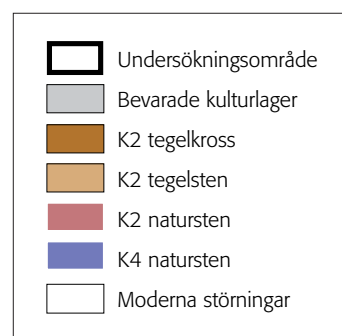 Undersökningsområde
Bevarade kulturlager
K2 tegelkross
K2 tegelsten
K2 natursten
K4 natursten
Moderna störningar